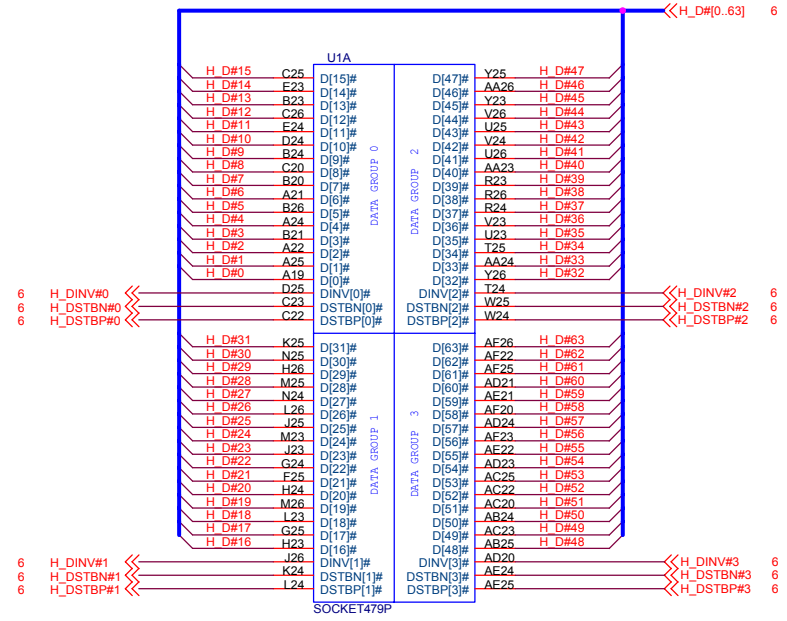 H_D#[0..63] 6
U1A
H_D#15 C25 D[15]# D[47]# Y25 H_D#47
H_D#14 E23 D[14]# D[46]# AA26 H_D#46
H_D#13 B23 D[13]# D[45]# Y23 H_D#45
H_D#12 C26 D[12]# D[44]# V26 H_D#44
H_D#11 E24 D[11]# D[43]# U25 H_D#43
H_D#10 D24 D[10]# D[42]# V24 H_D#42
H_D#9 B24 D[9]# D[41]# U26 H_D#41
H_D#8 C20 D[8]# D[40]# AA23 H_D#40
H_D#7 B20 D[7]# D[39]# R23 H_D#39
H_D#6 A21 D[6]# D[38]# R26 H_D#38
H_D#5 B26 D[5]# D[37]# R24 H_D#37
H_D#4 A24 D[4]# D[36]# V23 H_D#36
H_D#3 B21 D[3]# D[35]# U23 H_D#35
H_D#2 A22 D[2]# D[34]# T25 H_D#34
H_D#1 A25 D[1]# D[33]# AA24 H_D#33
H_D#0 A19 D[0]# D[32]# Y26 H_D#32
DATA GROUP 0
DATA GROUP 2
6 H_DINV#0 D25 DINV[0]# DINV[2]# T24 H_DINV#2 6
6 H_DSTBN#0 C23 DSTBN[0]# DSTBN[2]# W25 H_DSTBN#2 6
6 H_DSTBP#0 C22 DSTBP[0]# DSTBP[2]# W24 H_DSTBP#2 6
H_D#31 K25 D[31]# D[63]# AF26 H_D#63
H_D#30 N25 D[30]# D[62]# AF22 H_D#62
H_D#29 H26 D[29]# D[61]# AF25 H_D#61
H_D#28 M25 D[28]# D[60]# AD21 H_D#60
H_D#27 N24 D[27]# D[59]# AE21 H_D#59
H_D#26 L26 D[26]# D[58]# AF20 H_D#58
H_D#25 J25 D[25]# D[57]# AD24 H_D#57
H_D#24 M23 D[24]# D[56]# AF23 H_D#56
H_D#23 J23 D[23]# D[55]# AE22 H_D#55
H_D#22 G24 D[22]# D[54]# AD23 H_D#54
H_D#21 F25 D[21]# D[53]# AC25 H_D#53
H_D#20 H24 D[20]# D[52]# AC22 H_D#52
H_D#19 M26 D[19]# D[51]# AC20 H_D#51
H_D#18 L23 D[18]# D[50]# AB24 H_D#50
H_D#17 G25 D[17]# D[49]# AC23 H_D#49
H_D#16 H23 D[16]# D[48]# AB25 H_D#48
DATA GROUP 1
DATA GROUP 3
6 H_DINV#1 J26 DINV[1]# DINV[3]# AD20 H_DINV#3 6
6 H_DSTBN#1 K24 DSTBN[1]# DSTBN[3]# AE24 H_DSTBN#3 6
6 H_DSTBP#1 L24 DSTBP[1]# DSTBP[3]# AE25 H_DSTBP#3 6
SOCKET479P